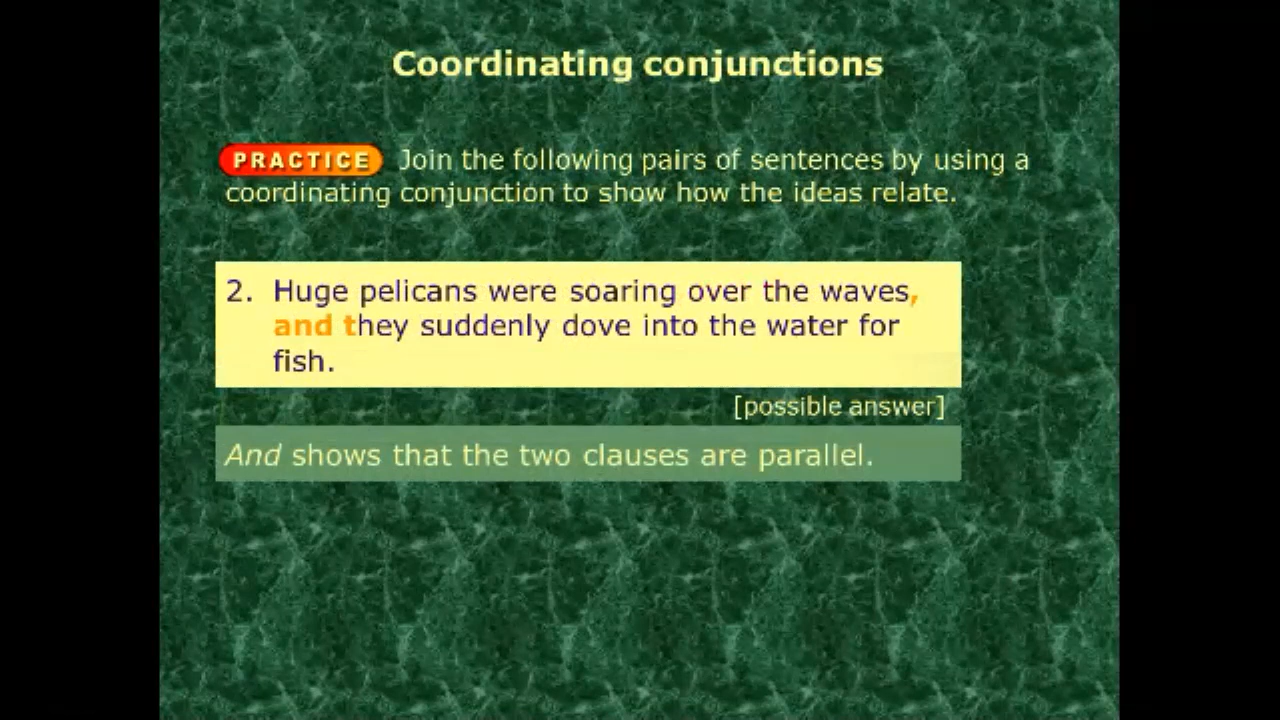 Coordinating conjunctions
PRACTICE Join the following pairs of sentences by using a
coordinating conjunction to show how the ideas relate.
2. Huge pelicans were soaring over the waves,
and they suddenly dove into the water for
fish.
[possible answer]
And shows that the two clauses are parallel.